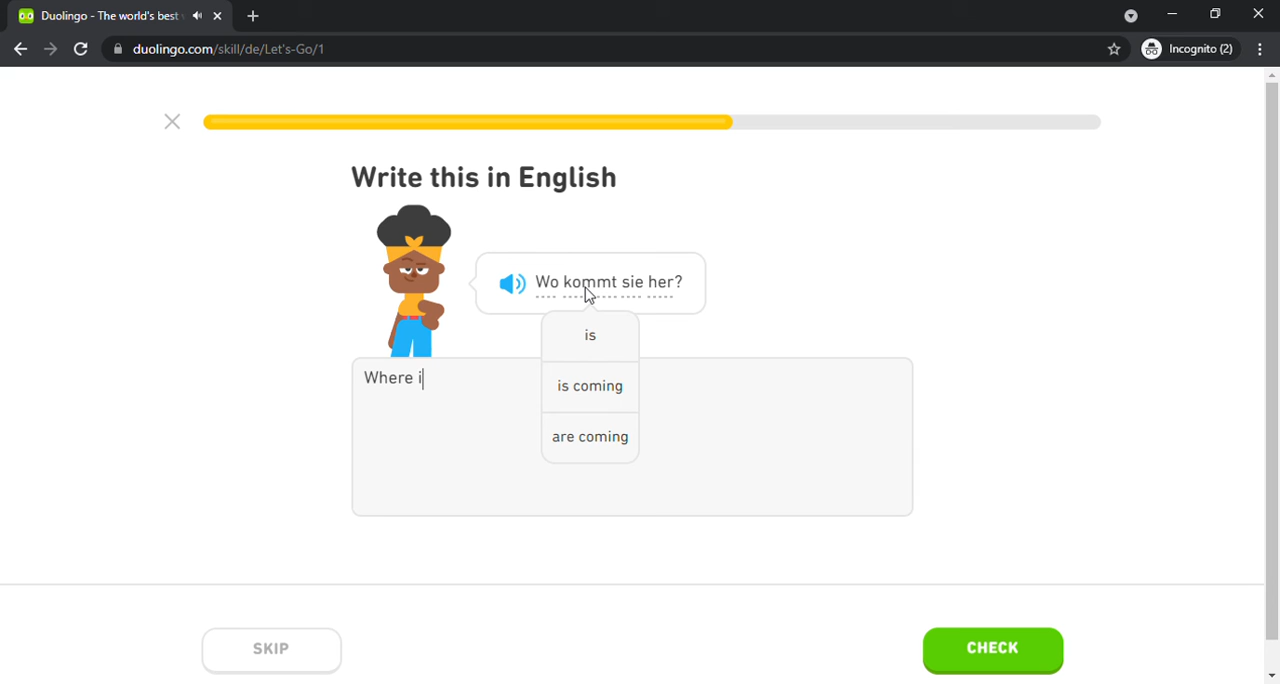 Duolingo - The world's best
duolingo.com/skill/de/Let's-Go/1
Incognito (2)
Write this in English
Wo kommt sie her?
is
is coming
are coming
Where i
SKIP
CHECK